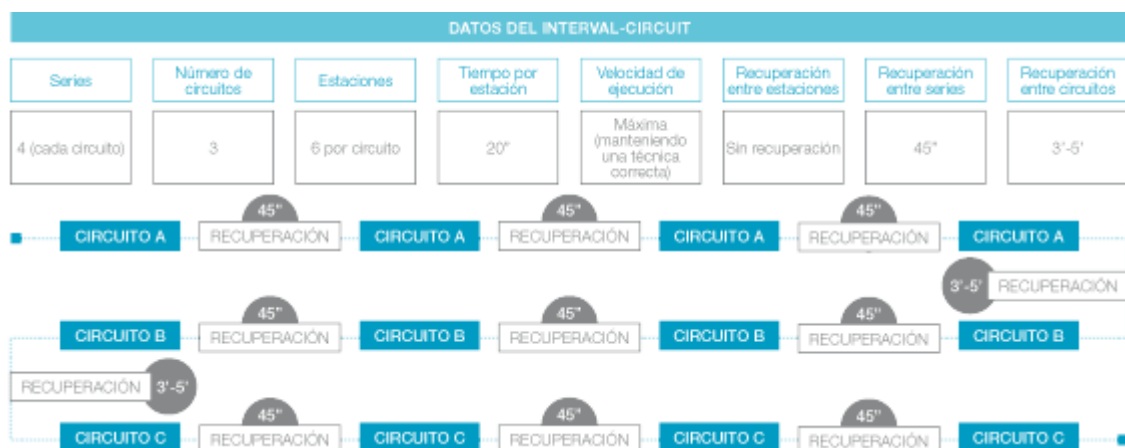 DATOS DEL INTERVAL-CIRCUIT
Series
Número de
circuitos
Estaciones
Tiempo por
estación
Velocidad de
ejecución
Recuperación
entre estaciones
Recuperación
entre series
Recuperación
entre circuitos
4 (cada circuito)
3
6 por circuito
20"
Máxima
(manteniendo
una técnica
correcta)
Sin recuperación
45"
3'-5'
45" 45" 45"
CIRCUITO A RECUPERACIÓN CIRCUITO A RECUPERACIÓN CIRCUITO A RECUPERACIÓN CIRCUITO A
3'-5' RECUPERACIÓN
45" 45" 45"
CIRCUITO B RECUPERACIÓN CIRCUITO B RECUPERACIÓN CIRCUITO B RECUPERACIÓN CIRCUITO B
RECUPERACIÓN 3'-5'
45" 45" 45"
CIRCUITO C RECUPERACIÓN CIRCUITO C RECUPERACIÓN CIRCUITO C RECUPERACIÓN CIRCUITO C